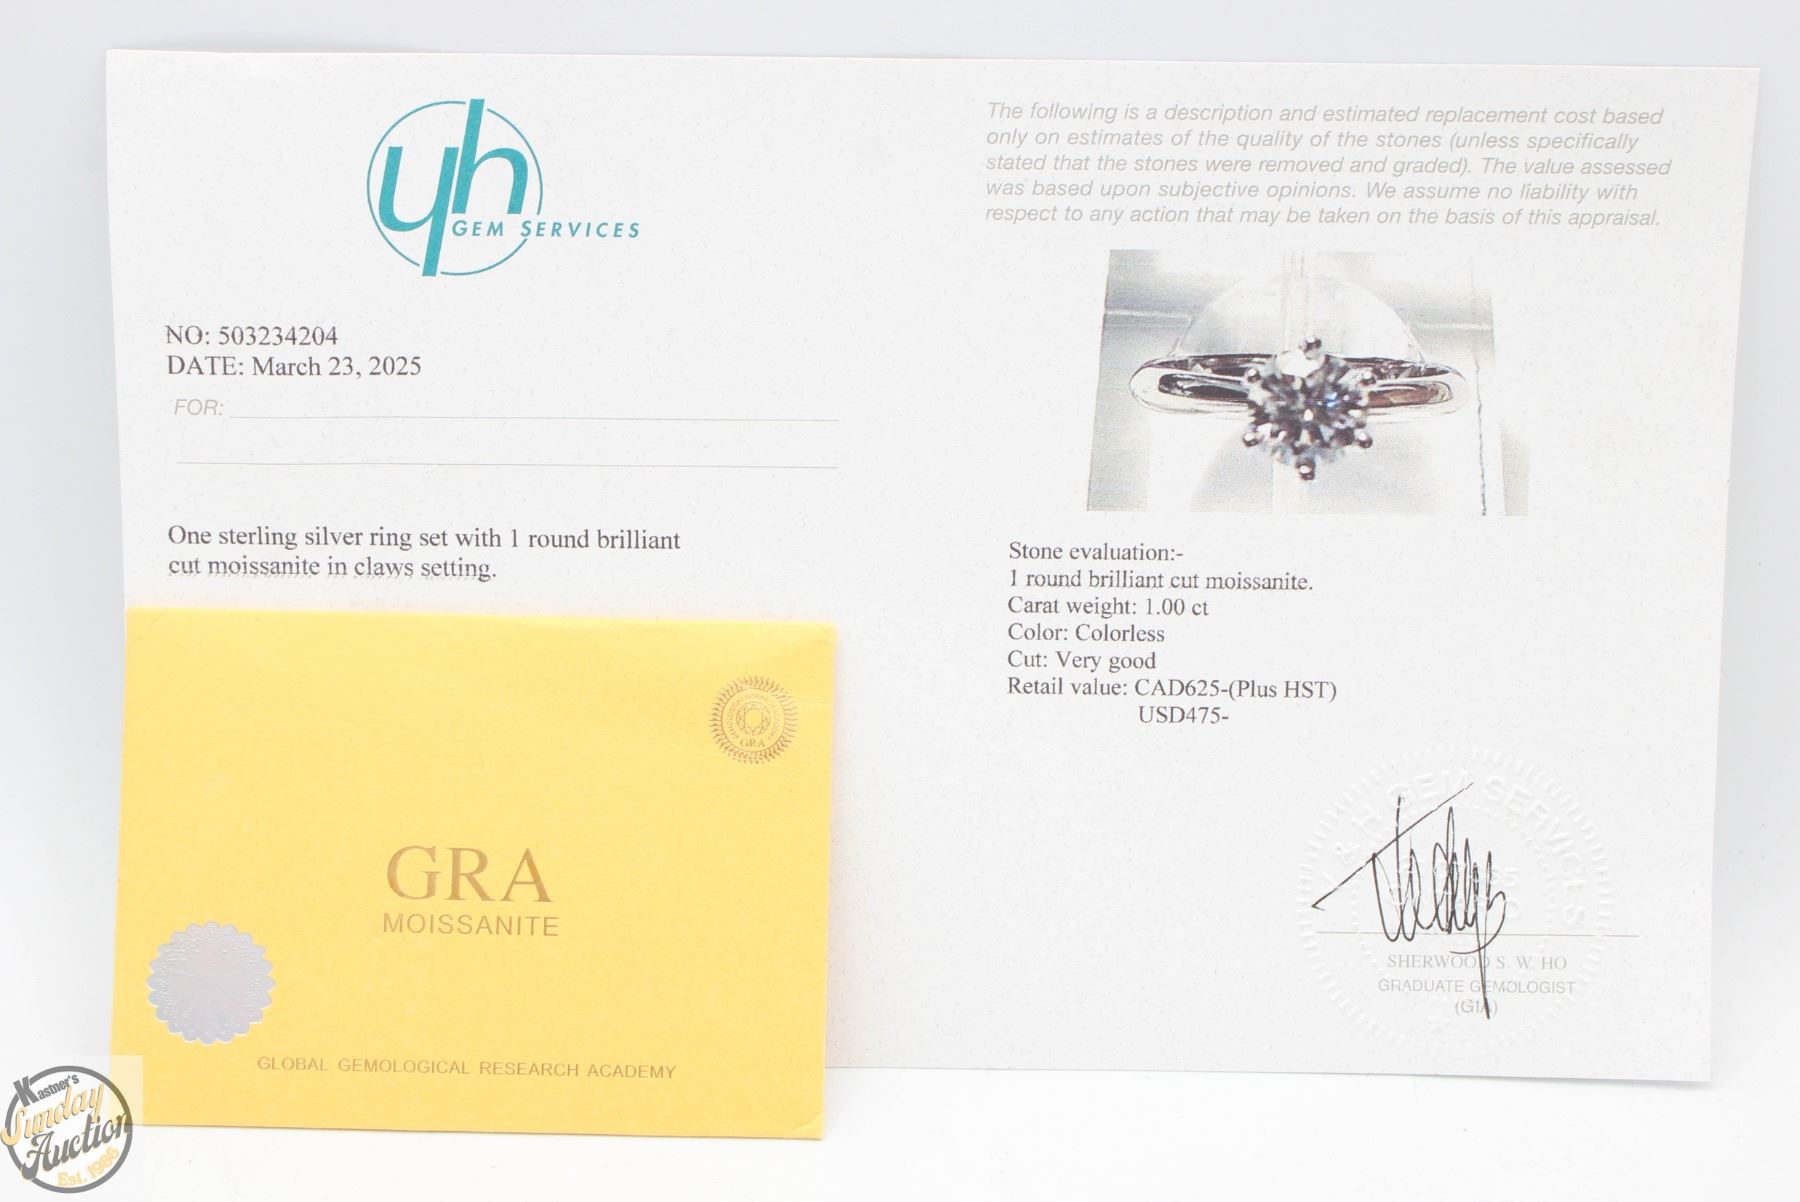 yh
GEM SERVICES
NO: 503234204
DATE: March 23, 2025
FOR:
One sterling silver ring set with 1 round brilliant
cut moissanite in claws setting.
The following is a description and estimated replacement cost based
only on estimates of the quality of the stones (unless specifically
stated that the stones were removed and graded). The value assessed
was based upon subjective opinions. We assume no liability with
respect to any action that may be taken on the basis of this appraisal.
Stone evaluation:-
1 round brilliant cut moissanite.
Carat weight: 1.00 ct
Color: Colorless
Cut: Very good
Retail value: CAD625-(Plus HST)
USD475-
GEM SERVICES
SHERWOOD S. W. HO
GRADUATE GEMOLOGIST
(GIA)
GRA
GRA
MOISSANITE
GLOBAL GEMOLOGICAL RESEARCH ACADEMY
Kastner's
Sunday
Auction
Est. 1986